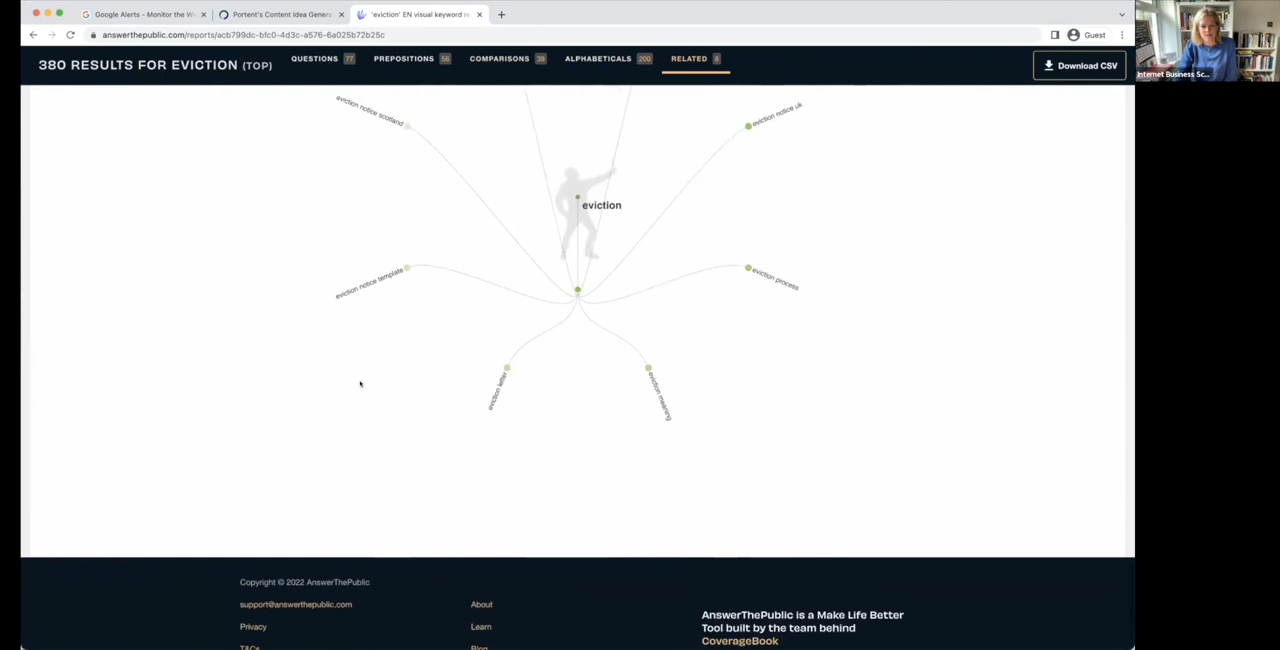 Google Alerts - Monitor the W
Portent's Content Idea Genera
'eviction' EN visual keyword re
answerthepublic.com/reports/acb799dc-bfc0-4d3c-a576-6a025b72b25c
Guest
Internet Business Sc...
380 RESULTS FOR EVICTION (TOP)
QUESTIONS 77
PREPOSITIONS 56
COMPARISONS 39
ALPHABETICALS 200
RELATED 8
Download CSV
eviction notice scotland
eviction notice uk
eviction
eviction notice template
eviction process
eviction letter
eviction meaning
Copyright © 2022 AnswerThePublic
support@answerthepublic.com
About
Privacy
Learn
T&Cs
Blog
AnswerThePublic is a Make Life Better
Tool built by the team behind
CoverageBook